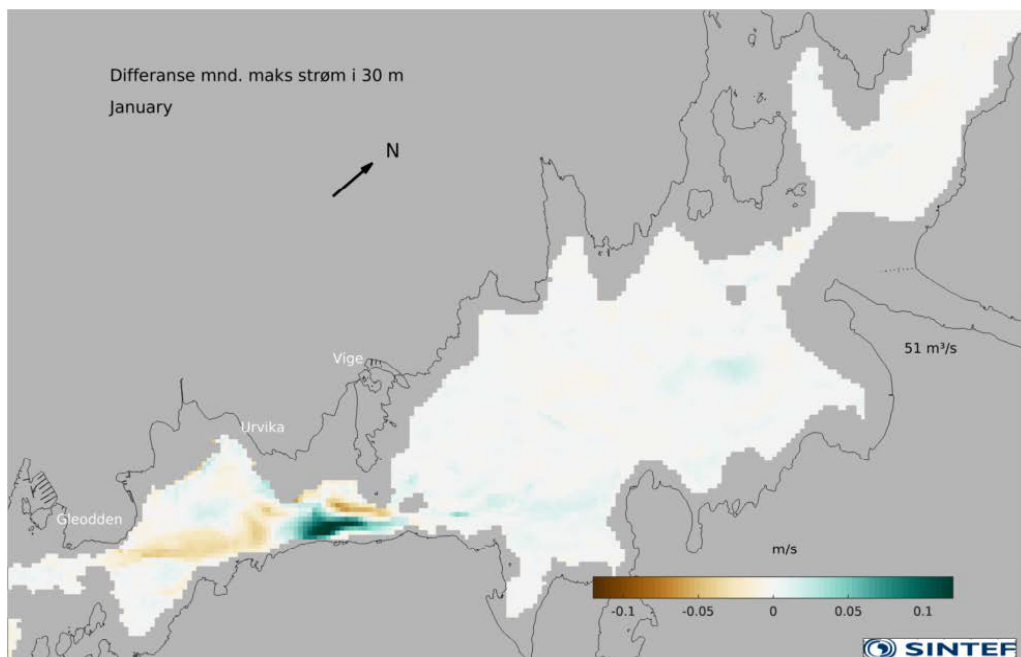 Differanse mnd. maks strøm i 30 m
January
N
Vige
51 m³/s
Urvika
Gleodden
m/s
-0.1 -0.05 0 0.05 0.1
SINTEF